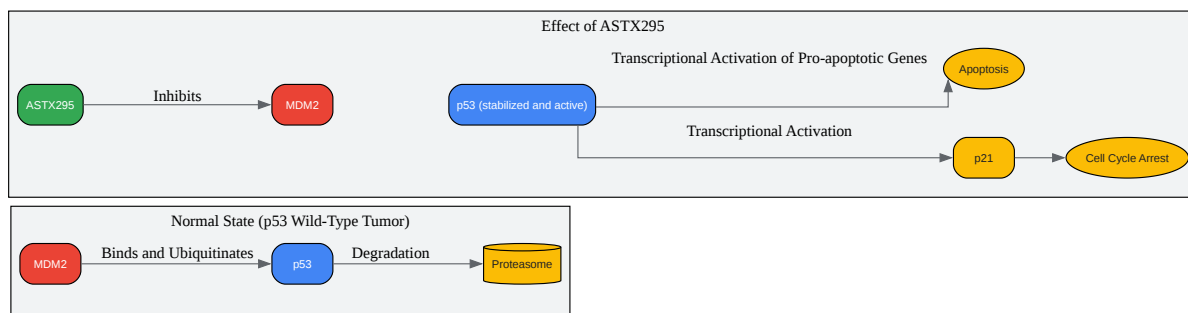 Effect of ASTX295
Transcriptional Activation of Pro-apoptotic Genes
Apoptosis
ASTX295
Inhibits
MDM2
p53 (stabilized and active)
Transcriptional Activation
p21
Cell Cycle Arrest
Normal State (p53 Wild-Type Tumor)
MDM2
Binds and Ubiquitinates
p53
Degradation
Proteasome